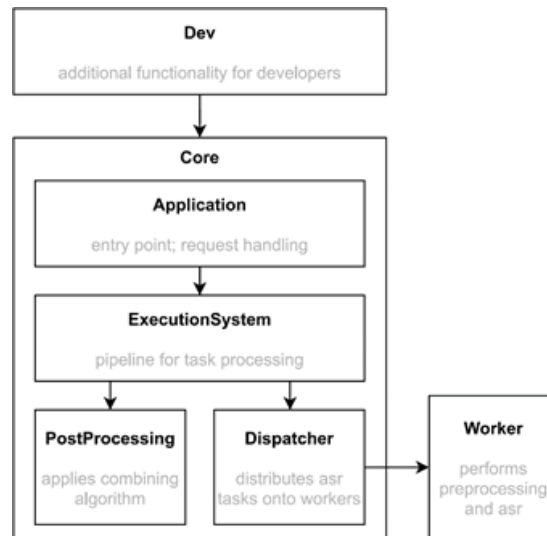 Dev
additional functionality for developers
Core
Application
entry point; request handling
ExecutionSystem
pipeline for task processing
PostProcessing
applies combining
algorithm
Dispatcher
distributes asr
tasks onto workers
Worker
performs
preprocessing
and asr